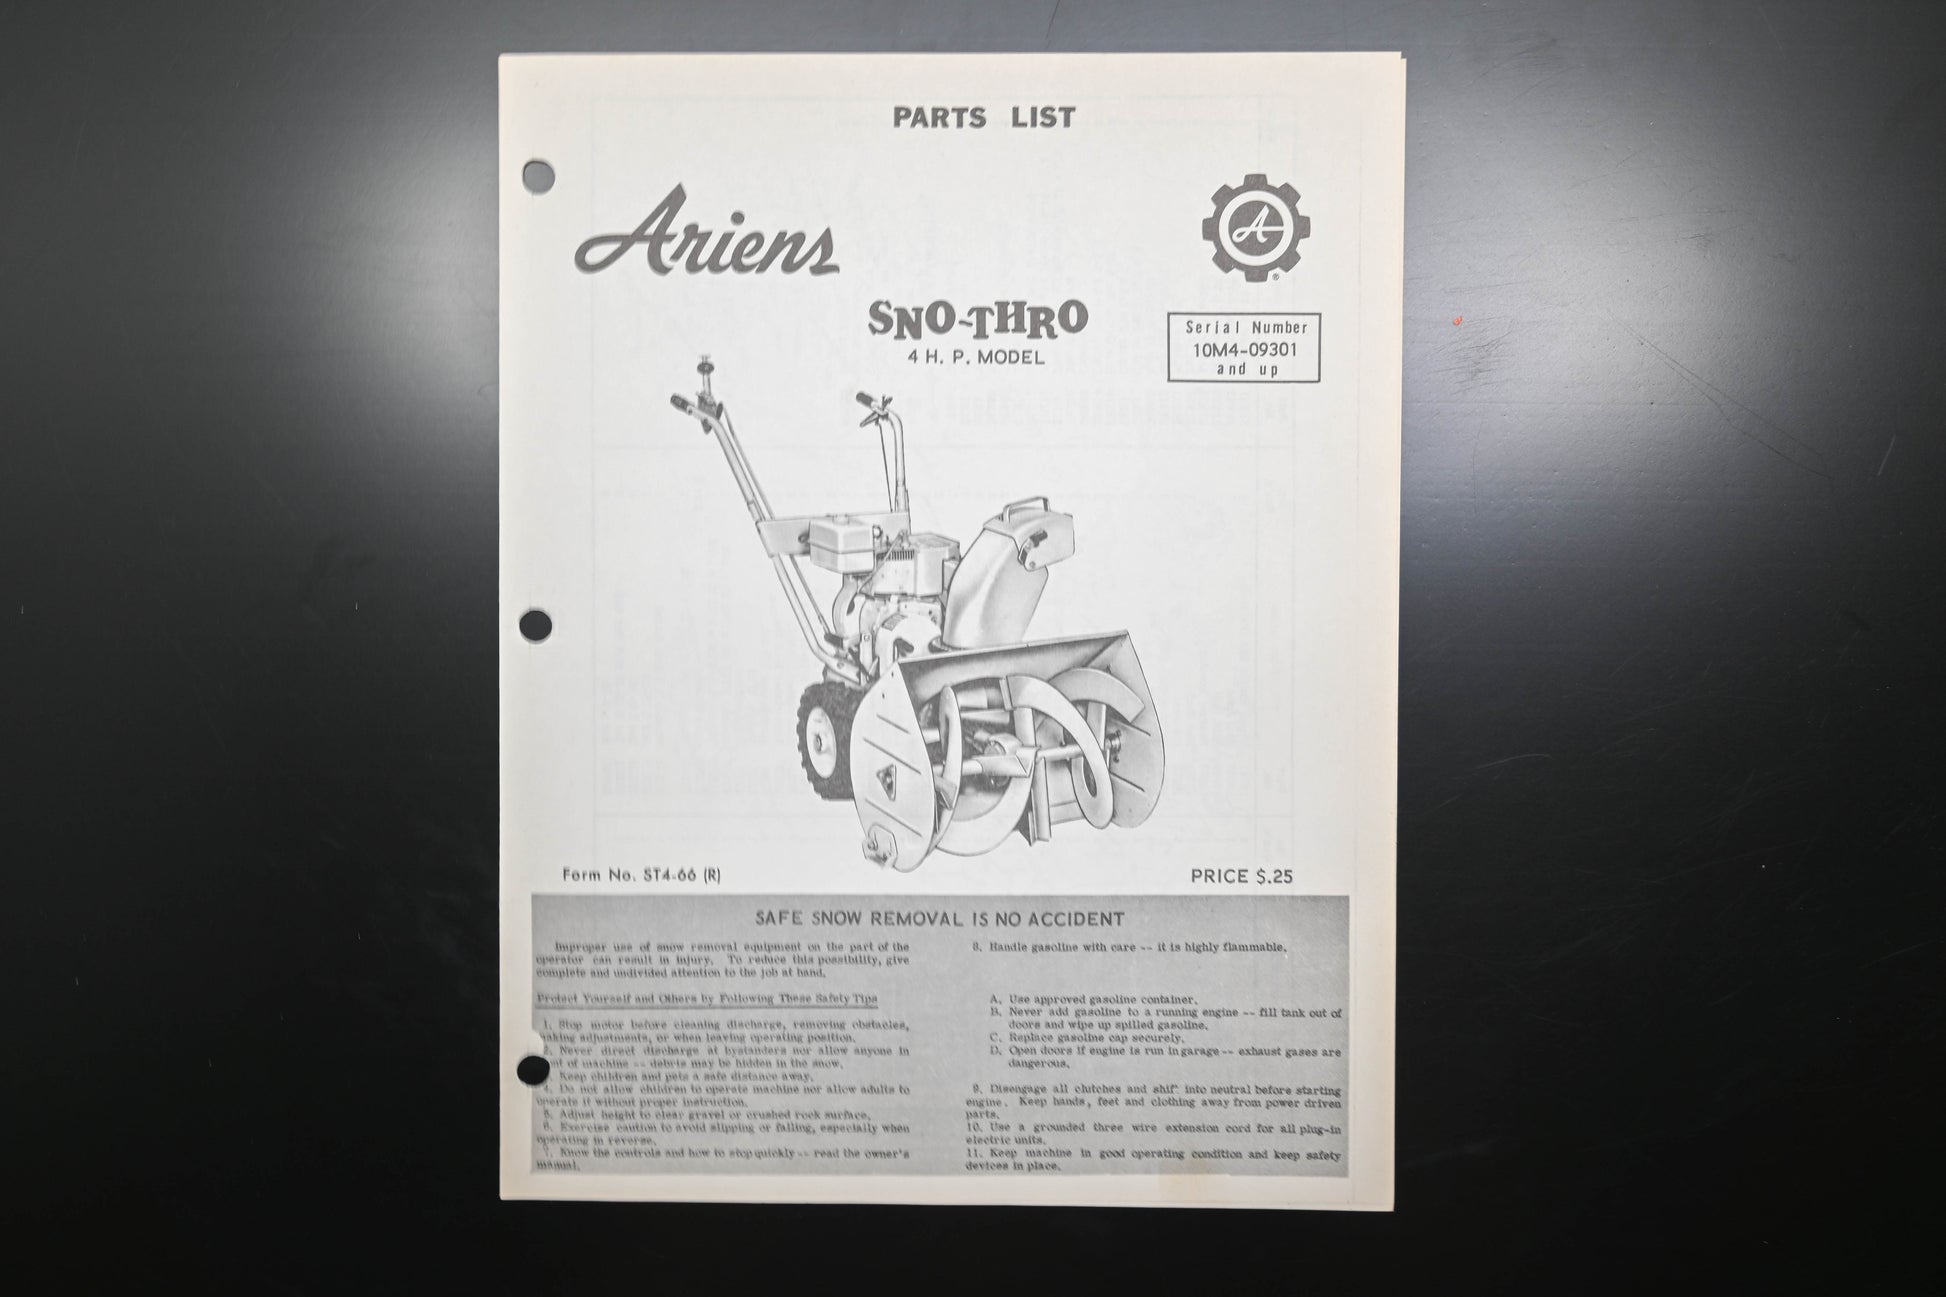 PARTS LIST
Ariens
A
®
SNO-THRO
4 H. P. MODEL
Serial Number
10M4-09301
and up
Form No. ST4-66 (R)
PRICE $.25
SAFE SNOW REMOVAL IS NO ACCIDENT
Improper use of snow removal equipment on the part of the
operator can result in injury. To reduce this possibility, give
complete and undivided attention to the job at hand.
Protect Yourself and Others by Following These Safety Tips
1. Stop motor before cleaning discharge, removing obstacles,
aking adjustments, or when leaving operating position.
2. Never direct discharge at bystanders nor allow anyone in
nt of machine -- debris may be hidden in the snow.
. Keep children and pets a safe distance away.
4. Do not allow children to operate machine nor allow adults to
operate it without proper instruction.
5. Adjust height to clear gravel or crushed rock surface.
6. Exercise caution to avoid slipping or falling, especially when
operating in reverse.
7. Know the controls and how to stop quickly -- read the owner's
manual.
8. Handle gasoline with care -- it is highly flammable.
A. Use approved gasoline container.
B. Never add gasoline to a running engine -- fill tank out of
doors and wipe up spilled gasoline.
C. Replace gasoline cap securely.
D. Open doors if engine is run in garage -- exhaust gases are
dangerous.
9. Disengage all clutches and shift into neutral before starting
engine. Keep hands, feet and clothing away from power driven
parts.
10. Use a grounded three wire extension cord for all plug-in
electric units.
11. Keep machine in good operating condition and keep safety
devices in place.